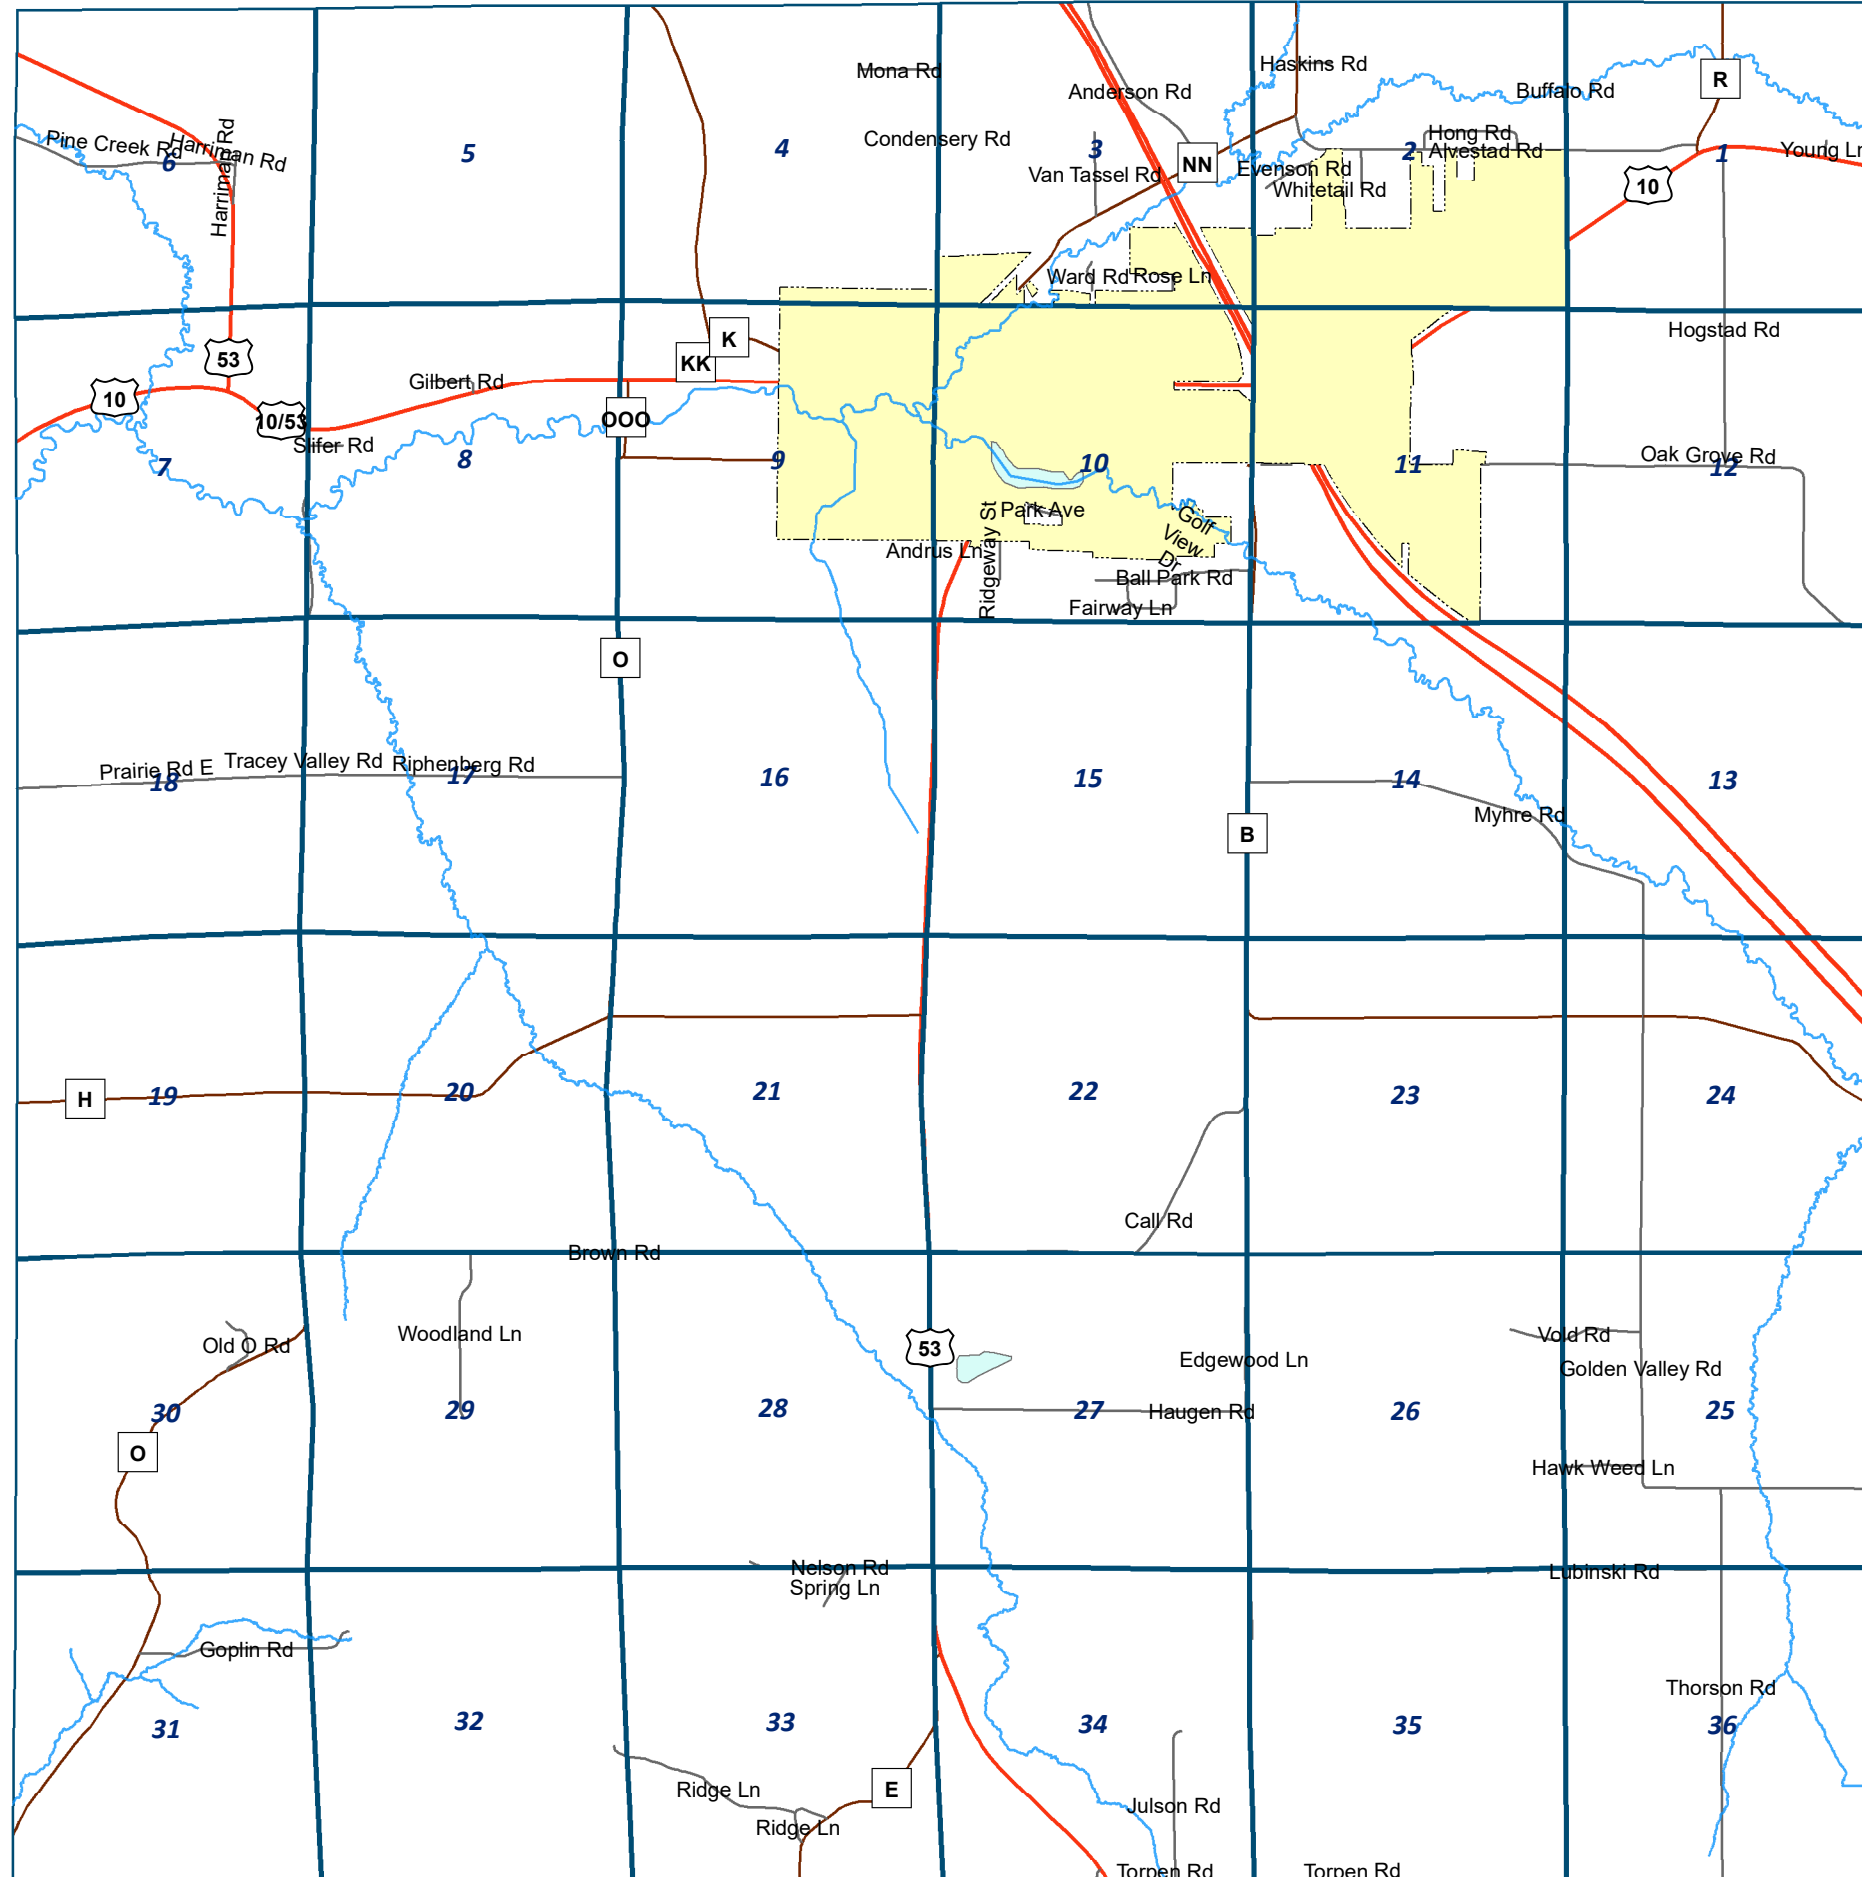 Mona Rd
Haskins Rd
R
Anderson Rd
Buffalo Rd
Pine Creek Rd
Harriman Rd
Harriman Rd
6
5
4
Condensery Rd
3
Hong Rd
2
Alvestad Rd
1
Young Ln
NN
Van Tassel Rd
Evenson Rd
Whitetail Rd
10
Ward Rd
Rose Ln
Hogstad Rd
53
K
KK
10
Gilbert Rd
10/53
OOO
Slifer Rd
7
8
9
10
11
Oak Grove Rd
12
Park Ave
Ridgeway St
Golf
View
Dr
Andrus Ln
Ball Park Rd
Fairway Ln
O
Prairie Rd E
Tracey Valley Rd
Riphenberg Rd
18
17
16
15
14
13
Myhre Rd
B
H
19
20
21
22
23
24
Call Rd
Brown Rd
Old O Rd
Woodland Ln
53
Edgewood Ln
Vold Rd
Golden Valley Rd
30
29
28
27
Haugen Rd
26
25
O
Hawk Weed Ln
Nelson Rd
Spring Ln
Lubinski Rd
Goplin Rd
Thorson Rd
31
32
33
34
35
36
Ridge Ln
E
Julson Rd
Ridge Ln
Torpen Rd
Torpen Rd